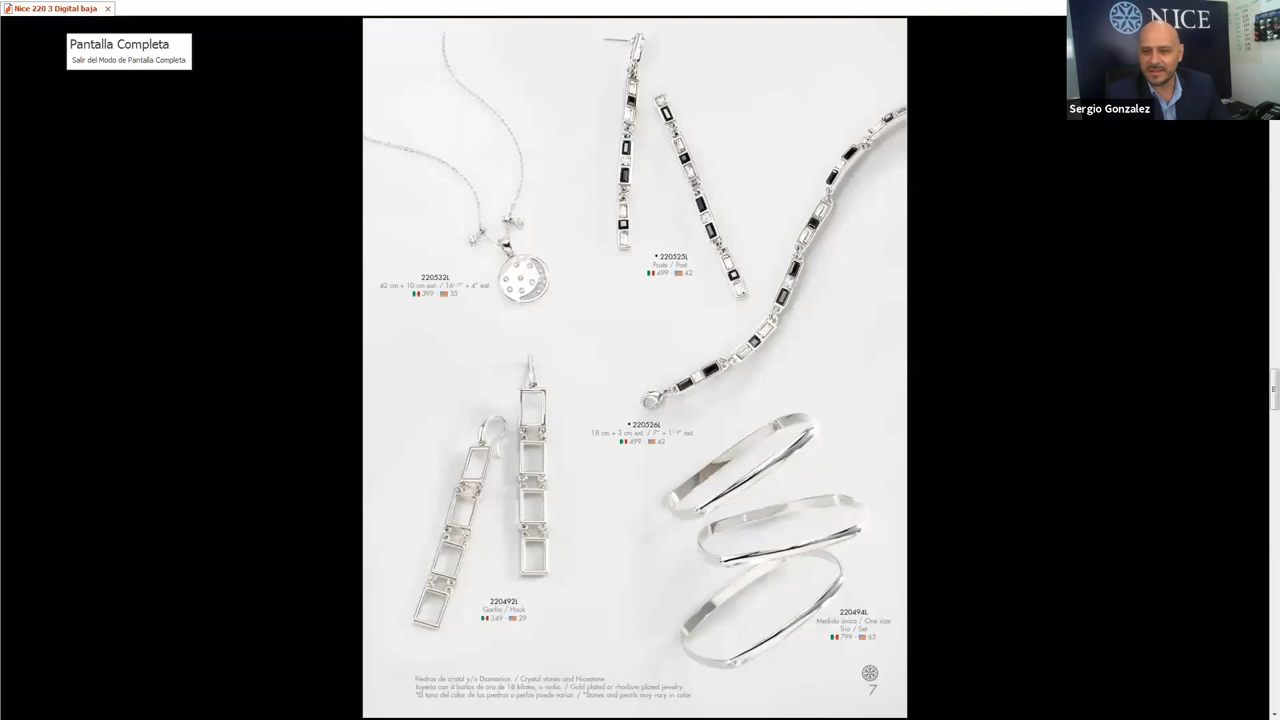 Nice 220 3 Digital baja
Pantalla Completa
Salir del Modo de Pantalla Completa
NICE
Sergio Gonzalez
220532L
42 cm + 10 cm ext. / 16 + 4" ext.
399 - 35
* 220525L
Poste / Post
499 - 42
* 220526L
18 cm + 3 cm ext. / 7" + 1 ext.
499 - 42
220492L
Garfio / Hook
349 - 29
220494L
Medida única / One size
Trío / Set
799 - 63
Piedras de cristal y/o Diamonice. / Crystal stones and Nicestone.
Joyería con 4 baños de oro de 18 kilates, o rodio. / Gold plated or rhodium plated jewelry.
*El tono del color de las piedras o perlas puede variar. / *Stones and pearls may vary in color.
7